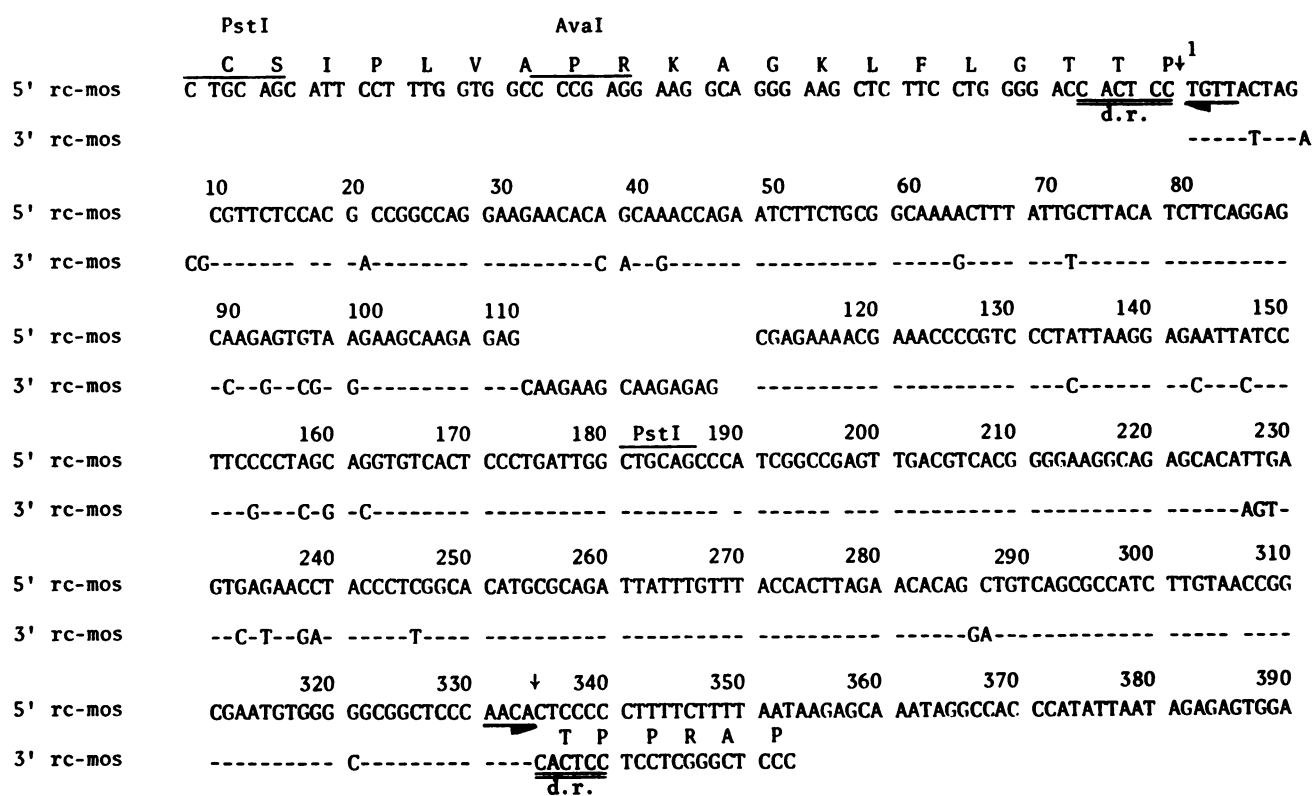 PstI AvaI
C S I P L V A P R K A G K L F L G T T P↓ 1
5' rc-mos C TGC AGC ATT CCT TTG GTG GCC CCGAG GAAG GCA GGG AAG CTC TTC CTG GGG ACC ACT CC TGTTACTAG
d.r.
3' rc-mos -----T---A
10 20 30 40 50 60 70 80
5' rc-mos CGTTCTCCAC G CCGGCCAG GAAGAACACA GCAAACCAGA ATCTTCTGCG GCAAAACTTT ATTGCTTACA TCTTCAGGAG
3' rc-mos CG------- -- -A-------- ---------C A--G------ ---------- -----G---- ---T------ ----------
90 100 110 120 130 140 150
5' rc-mos CAAGAGTGTA AGAAGCAAGA GAG CGAGAAAACG AAACCCCGTC CCTATTAAGG AGAATTATCC
3' rc-mos -C--G--CG- G--------- ---CAAGAAG CAAGAGAG ---------- ---------- ---C------ --C---C---
160 170 180 PstI 190 200 210 220 230
5' rc-mos TTCCCCTAGC AGGTGTCACT CCCTGATTGG CTGCAGCCCA TCGGCCGAGT TGACGTCACG GGGAAGGCAG AGCACATTGA
3' rc-mos ---G---C-G -C-------- ---------- -------- - ---------- ---------- ---------- ------AGT-
240 250 260 270 280 290 300 310
5' rc-mos GTGAGAACCT ACCCTCGGCA CATGCGCAGA TTATTTGTTT ACCACTTAGA ACACAG CTGTCAGCGCCATC TTGTAACCGG
3' rc-mos --C-T--GA- -----T---- ---------- ---------- ---------- ------GA------------ ----------
320 330 ↓ 340 350 360 370 380 390
5' rc-mos CGAATGTGGG GGCGGCTCCC AACACTCCCC CTTTTCTTTT AATAAGAGCA AATAGGCCAC CCATATTAAT AGAGAGTGGA
T P P R A P
3' rc-mos ---------- C--------- ----CACTCC TCCTCGGGCT CCC
d.r.